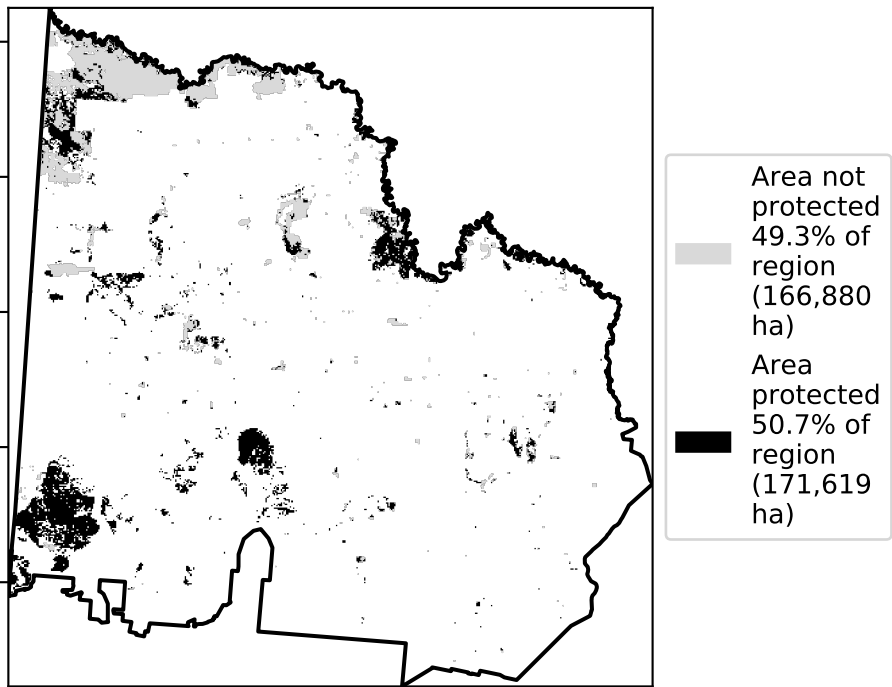 Area not
protected
49.3% of
region
(166,880
ha)
Area
protected
50.7% of
region
(171,619
ha)